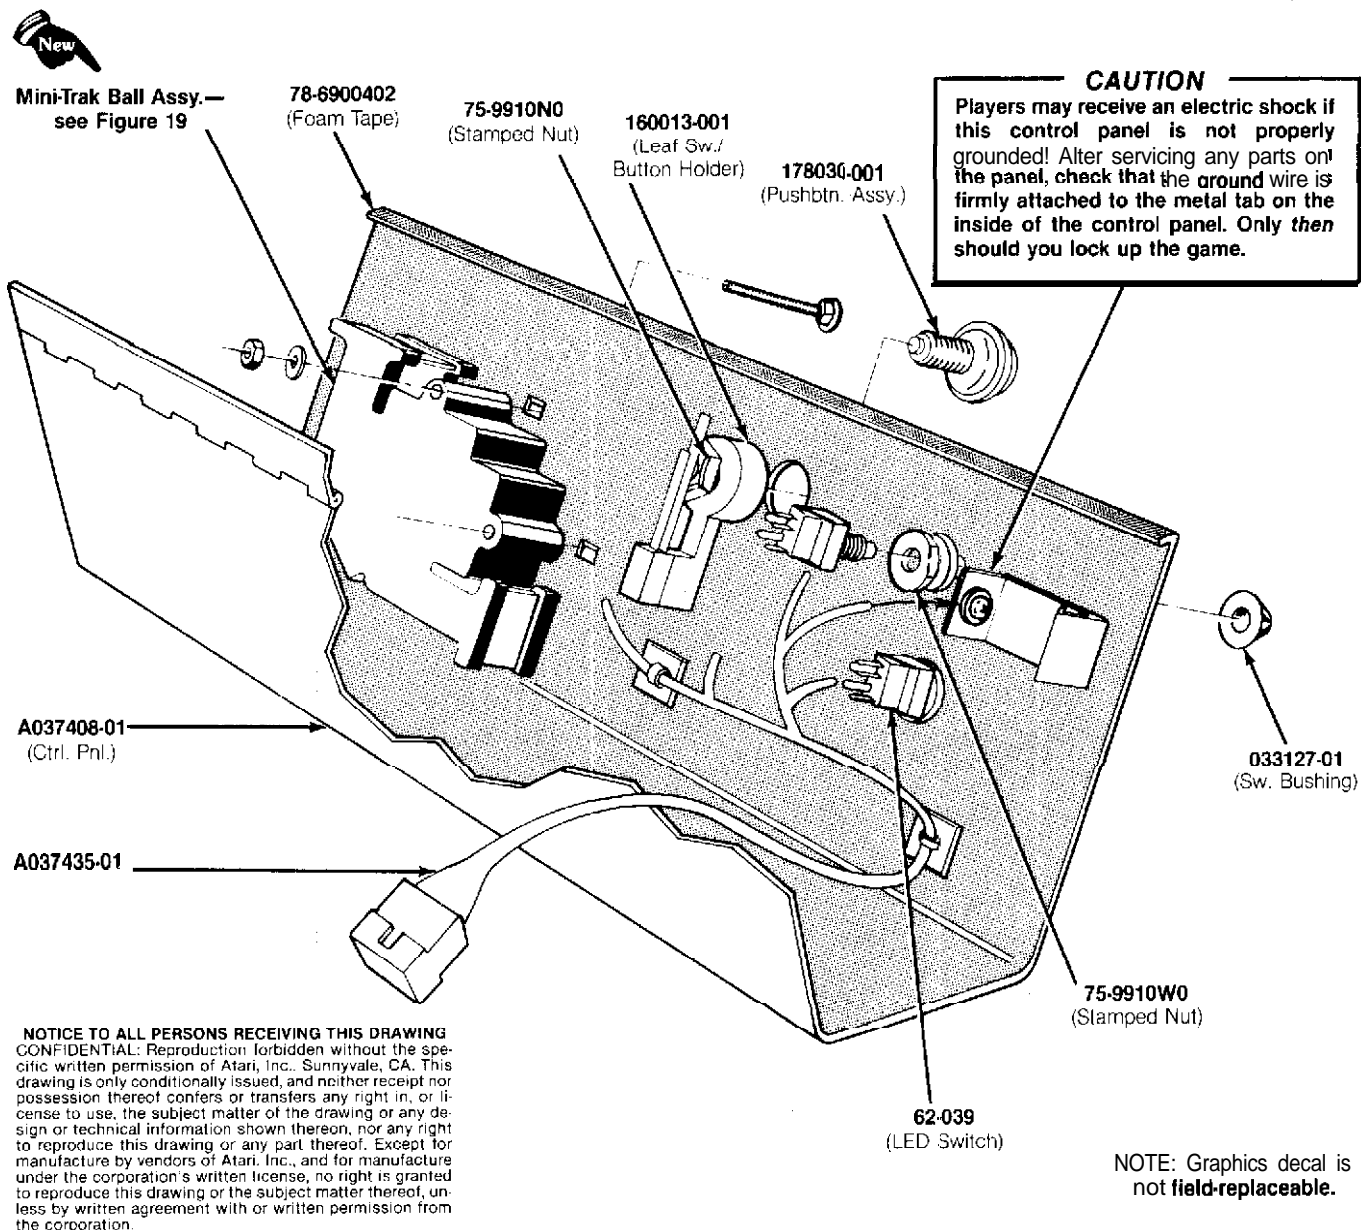 New
Mini-Trak Ball Assy.—
see Figure 19
78-6900402
(Foam Tape)
75-9910N0
(Stamped Nut)
160013-001
(Leaf Sw./
Button Holder)
178030-001
(Pushbtn. Assy.)
CAUTION
Players may receive an electric shock if
this control panel is not properly
grounded! Alter servicing any parts on
the panel, check that the ground wire is
firmly attached to the metal tab on the
inside of the control panel. Only then
should you lock up the game.
A037408-01
(Ctrl. Pnl.)
033127-01
(Sw. Bushing)
A037435-01
75-9910W0
(Stamped Nut)
62-039
(LED Switch)
NOTICE TO ALL PERSONS RECEIVING THIS DRAWING
CONFIDENTIAL: Reproduction forbidden without the spe-
cific written permission of Atari, Inc., Sunnyvale, CA. This
drawing is only conditionally issued, and neither receipt nor
possession thereof confers or transfers any right in, or li-
cense to use, the subject matter of the drawing or any de-
sign or technical information shown thereon, nor any right
to reproduce this drawing or any part thereof. Except for
manufacture by vendors of Atari, Inc., and for manufacture
under the corporation's written license, no right is granted
to reproduce this drawing or the subject matter thereof, un-
less by written agreement with or written permission from
the corporation.
NOTE: Graphics decal is
not field-replaceable.